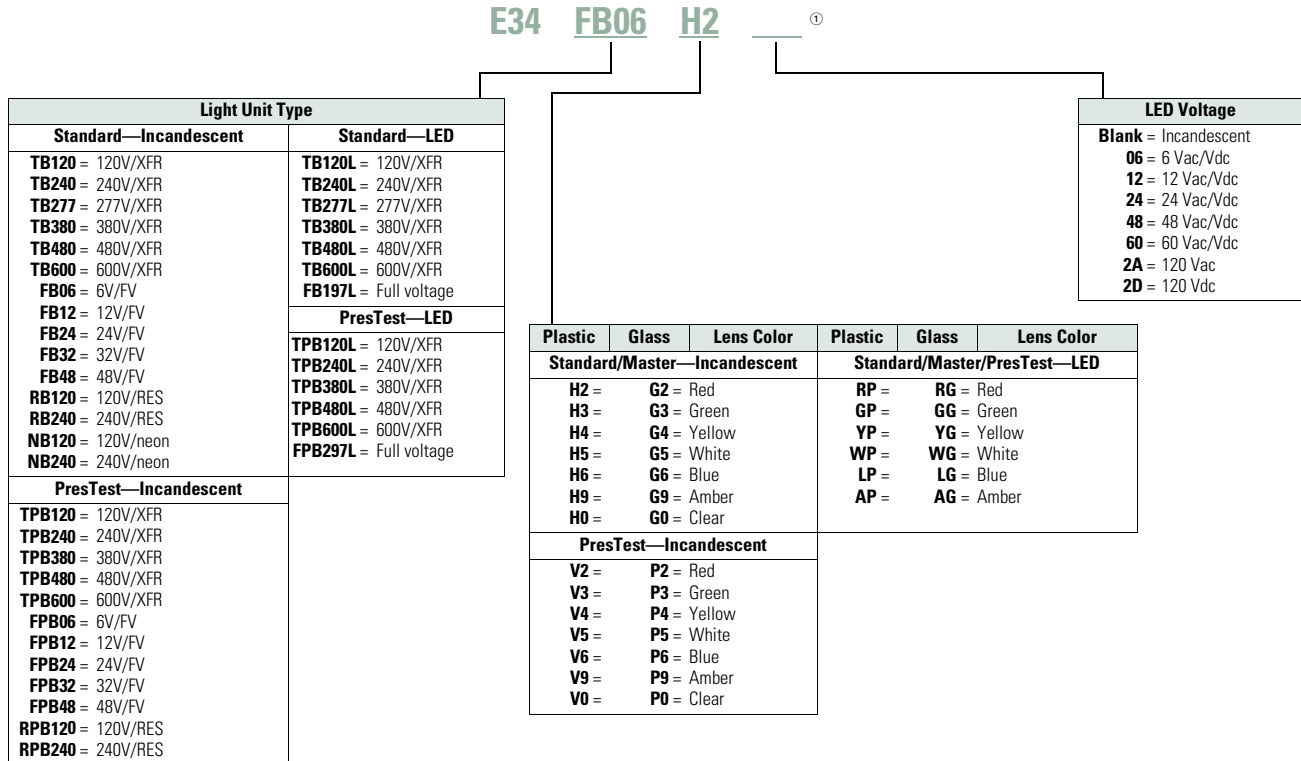 E34 FB06 H2 ___ ①
Light Unit Type
Standard—Incandescent
TB120 = 120V/XFR
TB240 = 240V/XFR
TB277 = 277V/XFR
TB380 = 380V/XFR
TB480 = 480V/XFR
TB600 = 600V/XFR
FB06 = 6V/FV
FB12 = 12V/FV
FB24 = 24V/FV
FB32 = 32V/FV
FB48 = 48V/FV
RB120 = 120V/RES
RB240 = 240V/RES
NB120 = 120V/neon
NB240 = 240V/neon
PresTest—Incandescent
TPB120 = 120V/XFR
TPB240 = 240V/XFR
TPB380 = 380V/XFR
TPB480 = 480V/XFR
TPB600 = 600V/XFR
FPB06 = 6V/FV
FPB12 = 12V/FV
FPB24 = 24V/FV
FPB32 = 32V/FV
FPB48 = 48V/FV
RPB120 = 120V/RES
RPB240 = 240V/RES
Standard—LED
TB120L = 120V/XFR
TB240L = 240V/XFR
TB277L = 277V/XFR
TB380L = 380V/XFR
TB480L = 480V/XFR
TB600L = 600V/XFR
FB197L = Full voltage
PresTest—LED
TPB120L = 120V/XFR
TPB240L = 240V/XFR
TPB380L = 380V/XFR
TPB480L = 480V/XFR
TPB600L = 600V/XFR
FPB297L = Full voltage
Plastic Glass Lens Color
Standard/Master—Incandescent
H2 = G2 = Red
H3 = G3 = Green
H4 = G4 = Yellow
H5 = G5 = White
H6 = G6 = Blue
H9 = G9 = Amber
H0 = G0 = Clear
PresTest—Incandescent
V2 = P2 = Red
V3 = P3 = Green
V4 = P4 = Yellow
V5 = P5 = White
V6 = P6 = Blue
V9 = P9 = Amber
V0 = P0 = Clear
Plastic Glass Lens Color
Standard/Master/PresTest—LED
RP = RG = Red
GP = GG = Green
YP = YG = Yellow
WP = WG = White
LP = LG = Blue
AP = AG = Amber
LED Voltage
Blank = Incandescent
06 = 6 Vac/Vdc
12 = 12 Vac/Vdc
24 = 24 Vac/Vdc
48 = 48 Vac/Vdc
60 = 60 Vac/Vdc
2A = 120 Vac
2D = 120 Vdc